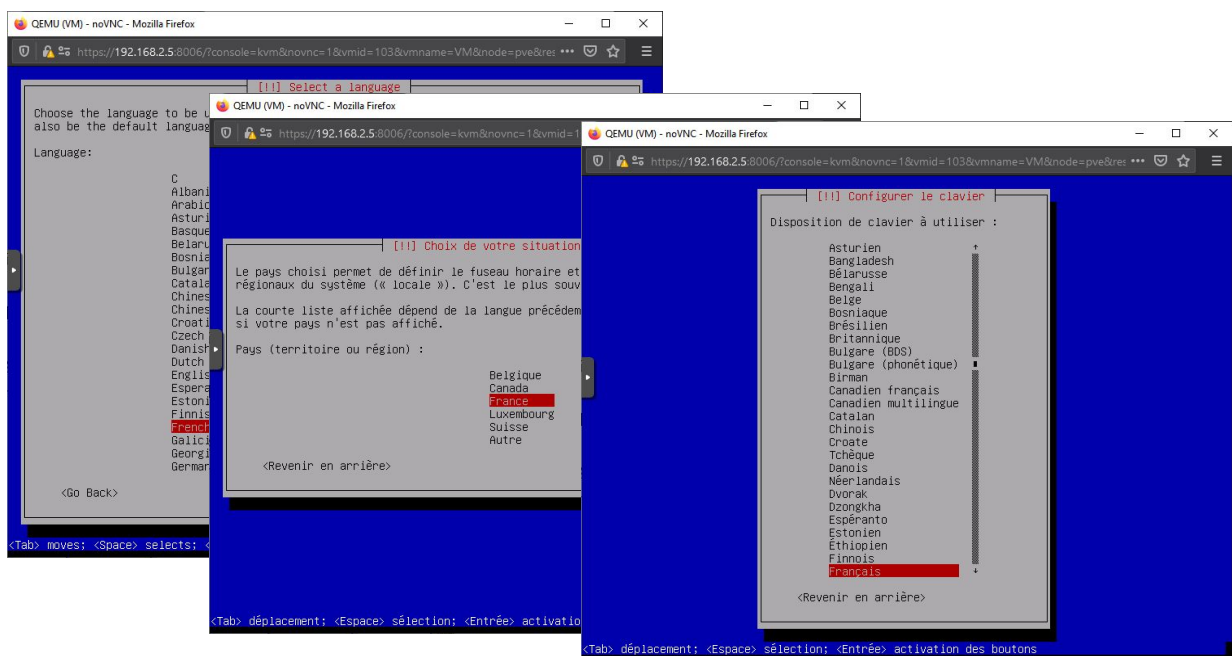 QEMU (VM) - noVNC - Mozilla Firefox
https://192.168.2.5:8006/?console=kvm&novnc=1&vmid=103&vmname=VM&node=pve&res
[!!] Select a language
Choose the language to be u
also be the default languag
Language:
C
Albani
Arabic
Asturi
Basque
Belaru
Bosnia
Bulgar
Catala
Chines
Chines
Croati
Czech
Danish
Dutch
Englis
Espera
Estoni
Finnis
French
Galici
Georgi
German
<Go Back>
<Tab> moves; <Space> selects; <
QEMU (VM) - noVNC - Mozilla Firefox
https://192.168.2.5:8006/?console=kvm&novnc=1&vmid=1
[!!] Choix de votre situation
Le pays choisi permet de définir le fuseau horaire et
régionaux du système (« locale »). C'est le plus souv
La courte liste affichée dépend de la langue précédem
si votre pays n'est pas affiché.
Pays (territoire ou région) :
Belgique
Canada
France
Luxembourg
Suisse
Autre
<Revenir en arrière>
<Tab> déplacement; <Espace> sélection; <Entrée> activatio
QEMU (VM) - noVNC - Mozilla Firefox
https://192.168.2.5:8006/?console=kvm&novnc=1&vmid=103&vmname=VM&node=pve&res
[!!] Configurer le clavier
Disposition de clavier à utiliser :
Asturien
Bangladesh
Bélarusse
Bengali
Belge
Bosniaque
Brésilien
Britannique
Bulgare (BDS)
Bulgare (phonétique)
Birman
Canadien français
Canadien multilingue
Catalan
Chinois
Croate
Tchèque
Danois
Néerlandais
Dvorak
Dzongkha
Espéranto
Estonien
Éthiopien
Finnois
Français
<Revenir en arrière>
<Tab> déplacement; <Espace> sélection; <Entrée> activation des boutons